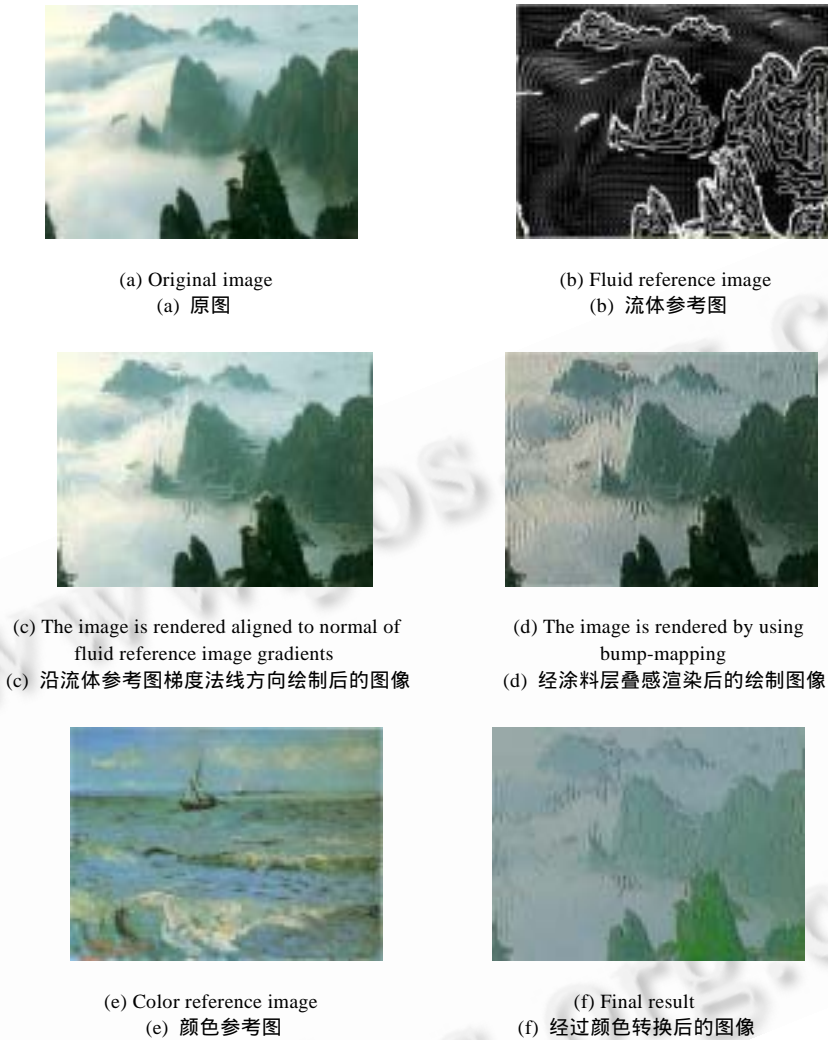 (a) Original image
(a) 原图
(b) Fluid reference image
(b) 流体参考图
(c) The image is rendered aligned to normal of
fluid reference image gradients
(c) 沿流体参考图梯度法线方向绘制后的图像
(d) The image is rendered by using
bump-mapping
(d) 经涂料层叠感渲染后的绘制图像
(e) Color reference image
(e) 颜色参考图
(f) Final result
(f) 经过颜色转换后的图像